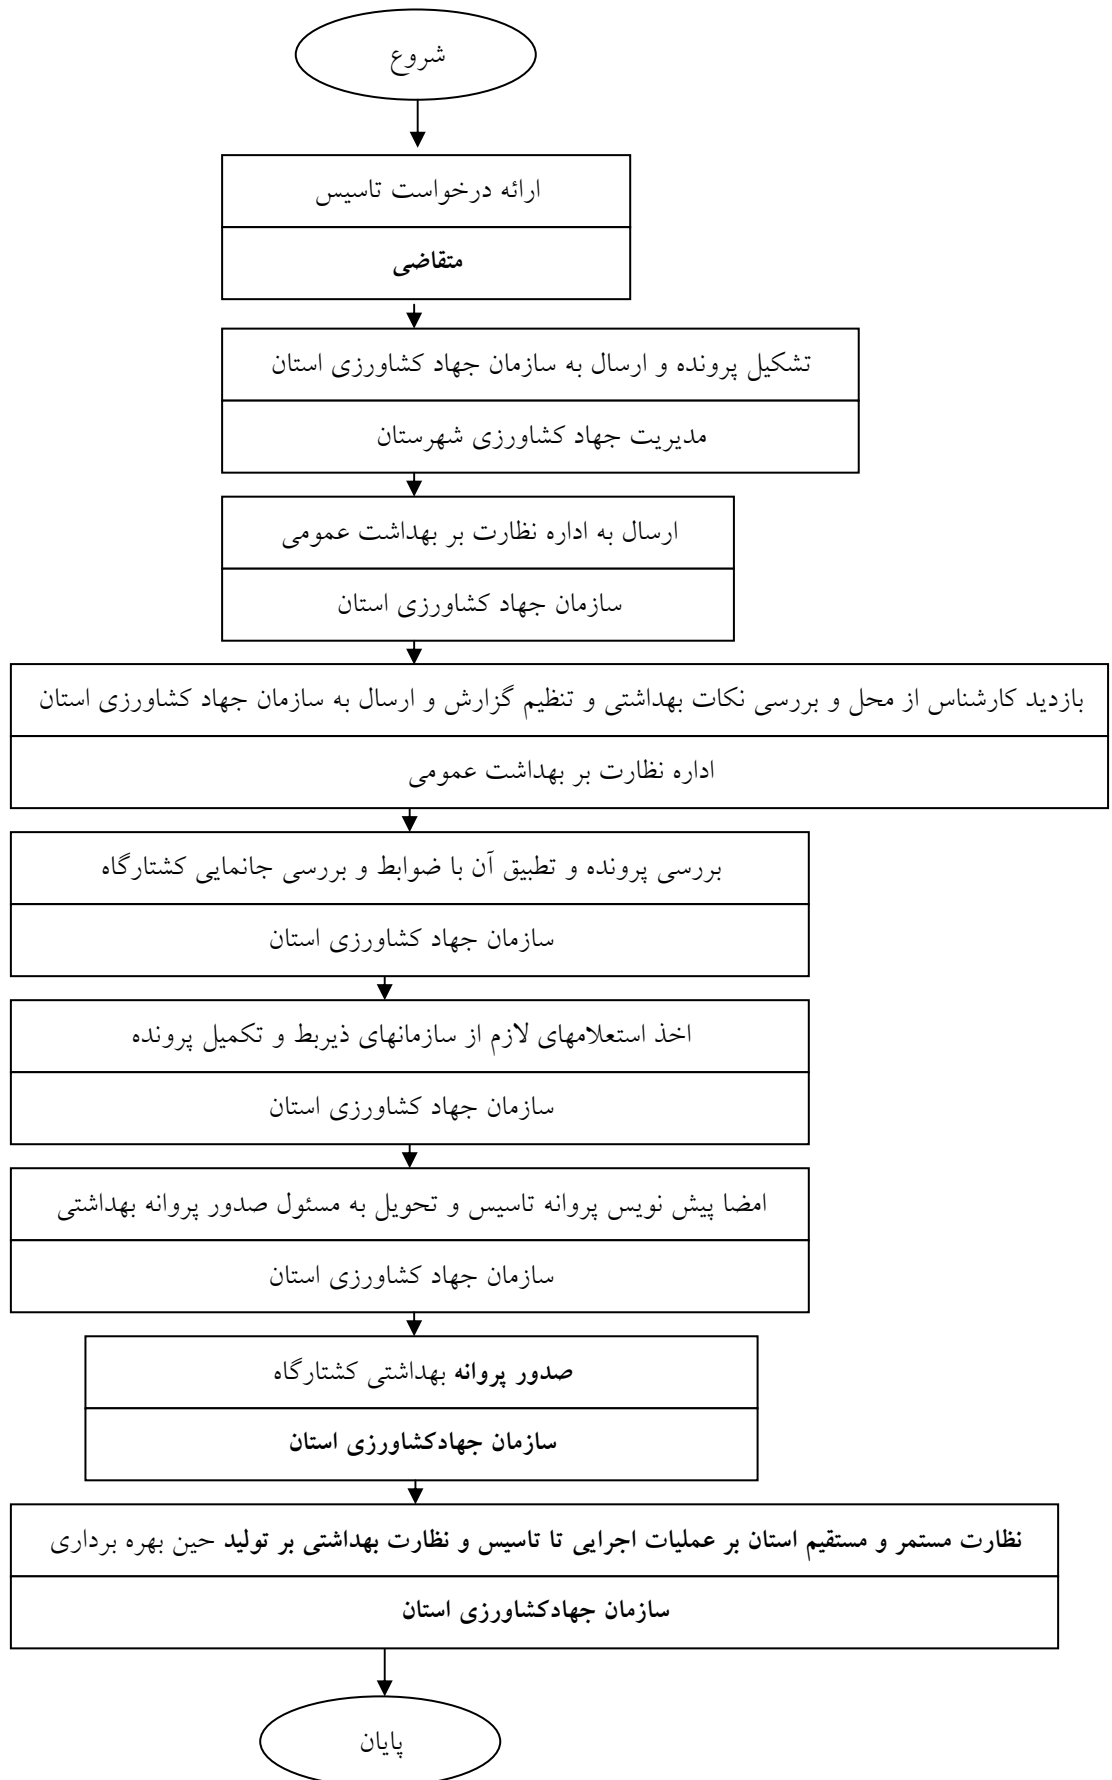 شروع
ارائه درخواست تاسیس
متقاضی
تشکیل پرونده و ارسال به سازمان جهاد کشاورزی استان
مدیریت جهاد کشاورزی شهرستان
ارسال به اداره نظارت بر بهداشت عمومی
سازمان جهاد کشاورزی استان
بازدید کارشناس از محل و بررسی نکات بهداشتی و تنظیم گزارش و ارسال به سازمان جهاد کشاورزی استان
اداره نظارت بر بهداشت عمومی
بررسی پرونده و تطبیق آن با ضوابط و بررسی جانمایی کشتارگاه
سازمان جهاد کشاورزی استان
اخذ استعلامهای لازم از سازمانهای ذیربط و تکمیل پرونده
سازمان جهاد کشاورزی استان
امضا پیش نویس پروانه تاسیس و تحویل به مسئول صدور پروانه بهداشتی
سازمان جهاد کشاورزی استان
صدور پروانه بهداشتی کشتارگاه
سازمان جهادکشاورزی استان
نظارت مستمر و مستقیم استان بر عملیات اجرایی تا تاسیس و نظارت بهداشتی بر تولید حین بهره برداری
سازمان جهادکشاورزی استان
پایان